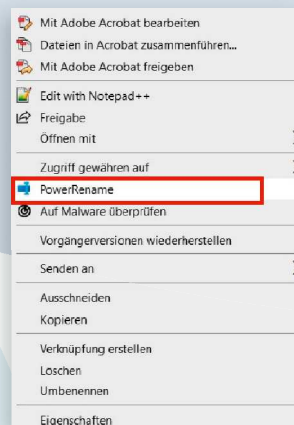 Mit Adobe Acrobat bearbeiten
Dateien in Acrobat zusammenführen...
Mit Adobe Acrobat freigeben
Edit with Notepad++
Freigabe
Öffnen mit
Zugriff gewähren auf
PowerRename
Auf Malware überprüfen
Vorgängerversionen wiederherstellen
Senden an
Ausschneiden
Kopieren
Verknüpfung erstellen
Löschen
Umbenennen
Eigenschaften